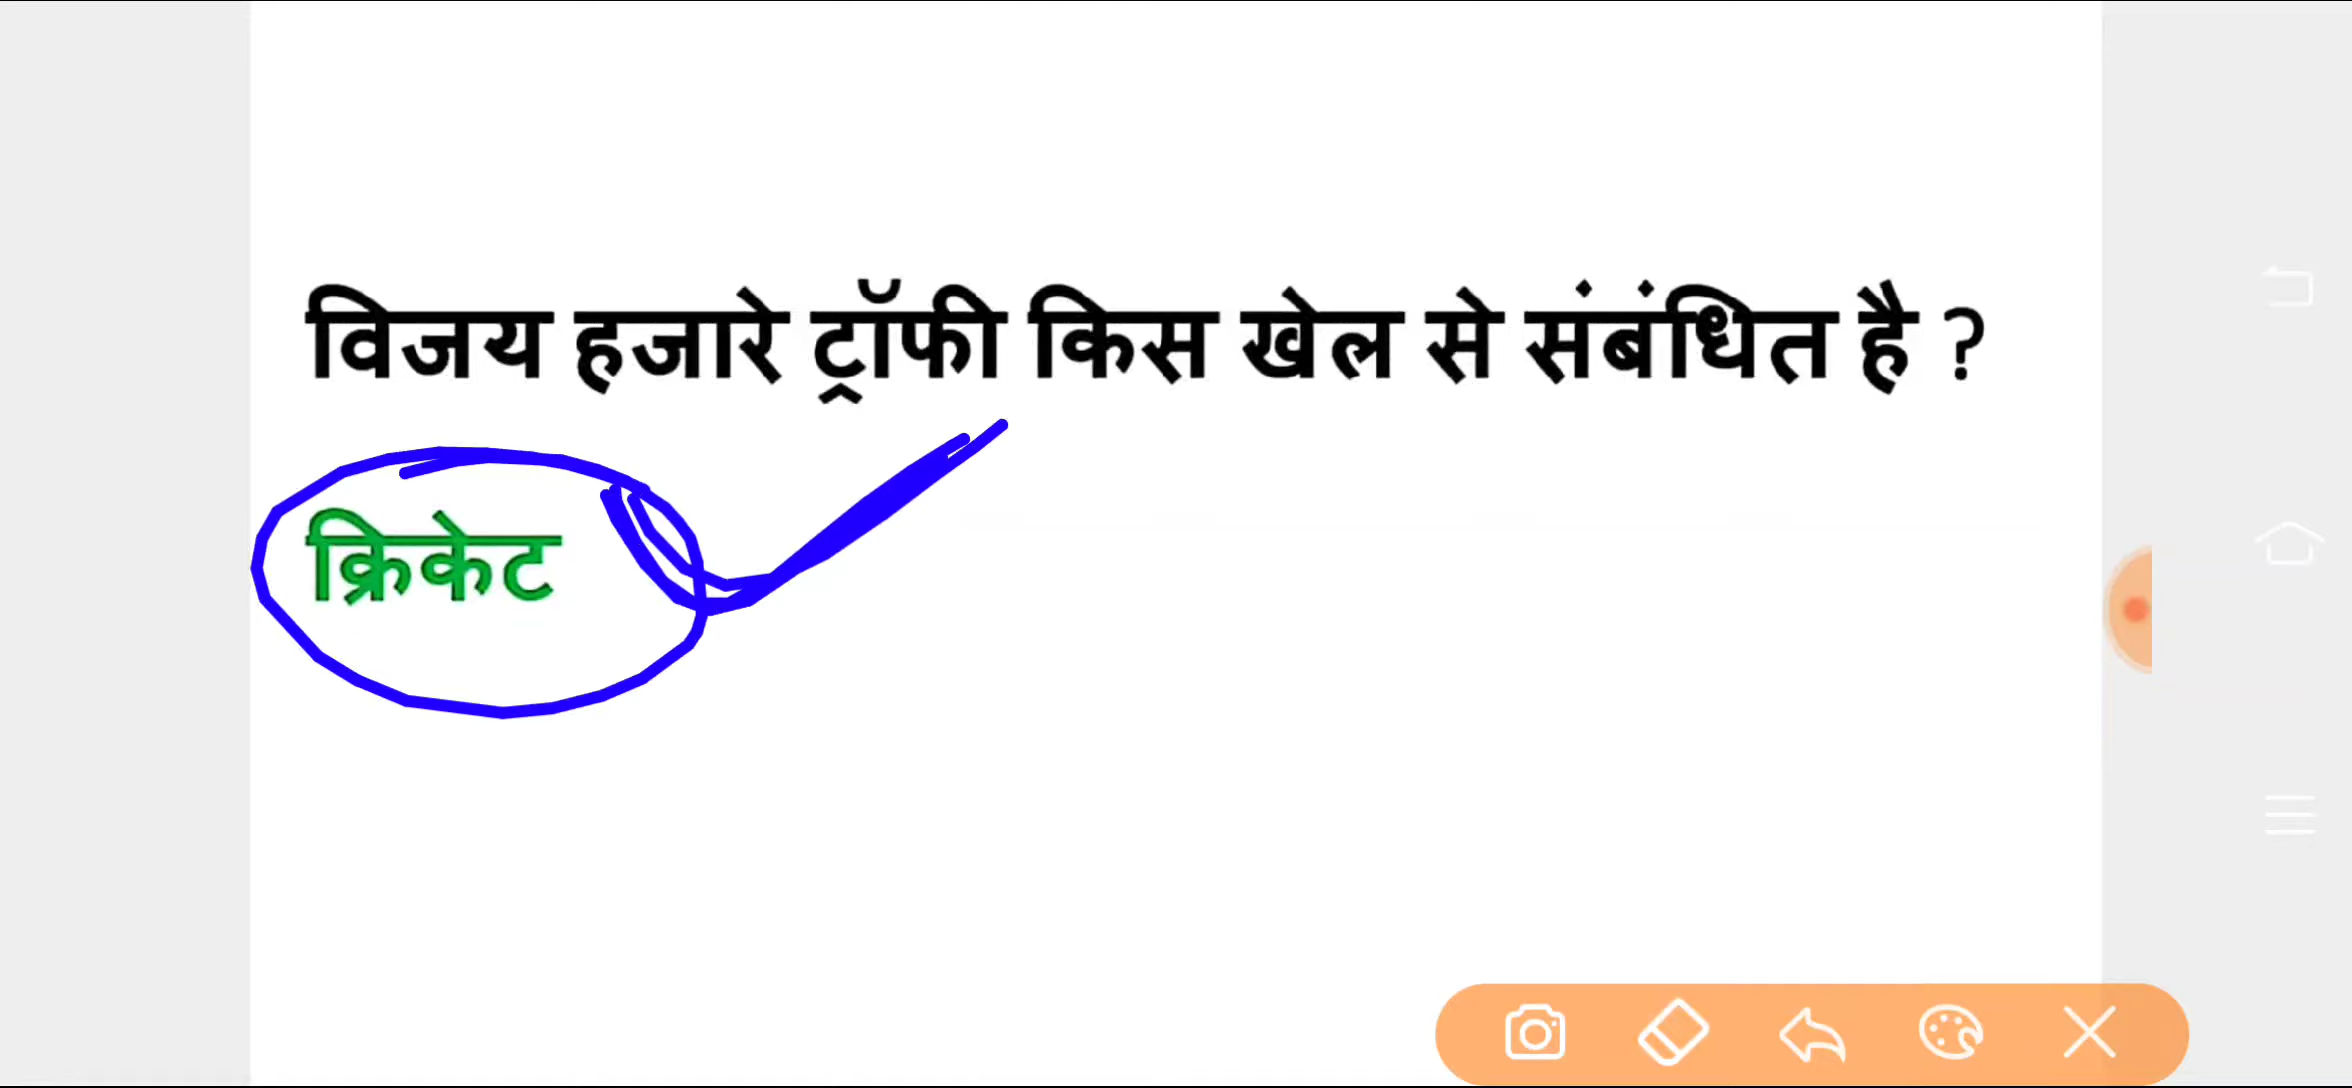 विजय हजारे ट्रॉफी किस खेल से संबंधित है ?
क्रिकेट